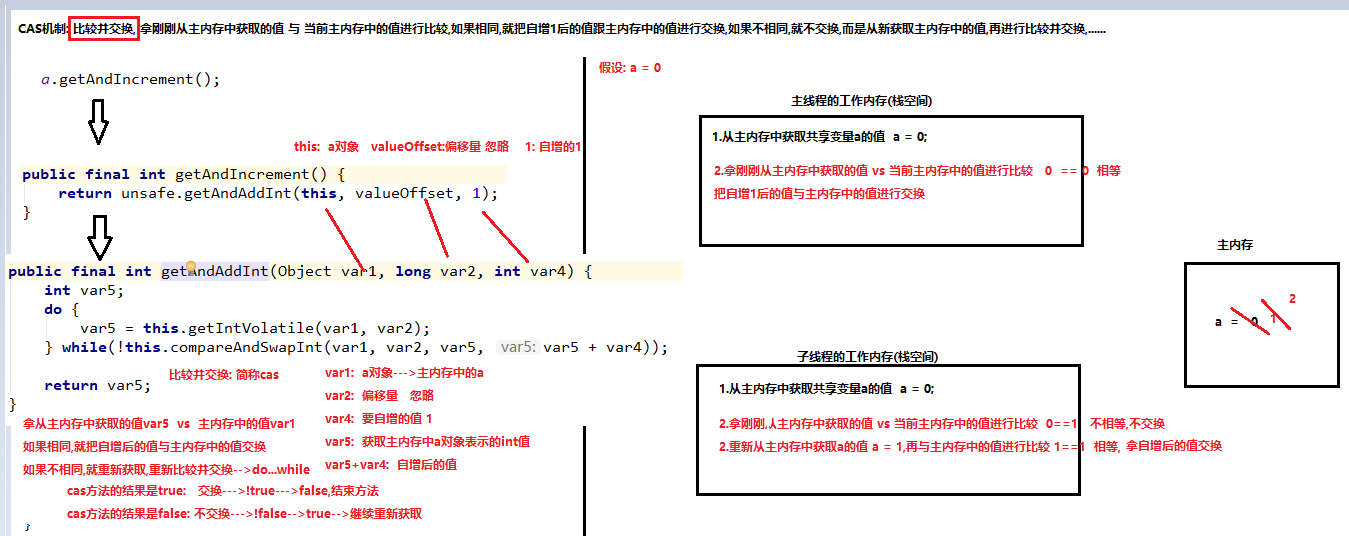 CAS机制:比较并交换, 拿刚刚从主内存中获取的值 与 当前主内存中的值进行比较,如果相同,就把自增1后的值跟主内存中的值进行交换,如果不相同,就不交换,而是从新获取主内存中的值,再进行比较并交换,......
a.getAndIncrement();
this: a对象 valueOffset:偏移量 忽略 1: 自增的1
public final int getAndIncrement() {
return unsafe.getAndAddInt(this, valueOffset, 1);
}
public final int getAndAddInt(Object var1, long var2, int var4) {
int var5;
do {
var5 = this.getIntVolatile(var1, var2);
} while(!this.compareAndSwapInt(var1, var2, var5, var5: var5 + var4));
return var5;
}
比较并交换: 简称cas
拿从主内存中获取的值var5 vs 主内存中的值var1
如果相同,就把自增后的值与主内存中的值交换
如果不相同,就重新获取,重新比较并交换-->do...while
cas方法的结果是true: 交换--->!true--->false,结束方法
cas方法的结果是false: 不交换--->!false-->true-->继续重新获取
}
var1: a对象--->主内存中的a
var2: 偏移量 忽略
var4: 要自增的值 1
var5: 获取主内存中a对象表示的int值
var5+var4: 自增后的值
假设: a = 0
主线程的工作内存(栈空间)
1.从主内存中获取共享变量a的值 a = 0;
2.拿刚刚从主内存中获取的值 vs 当前主内存中的值进行比较 0 == 0 相等
把自增1后的值与主内存中的值进行交换
子线程的工作内存(栈空间)
1.从主内存中获取共享变量a的值 a = 0;
2.拿刚刚从主内存中获取的值 vs 当前主内存中的值进行比较 0==1 不相等,不交换
2.重新从主内存中获取a的值 a = 1,再与主内存中的值进行比较 1==1 相等, 拿自增后的值交换
主内存
a = 0 1 2